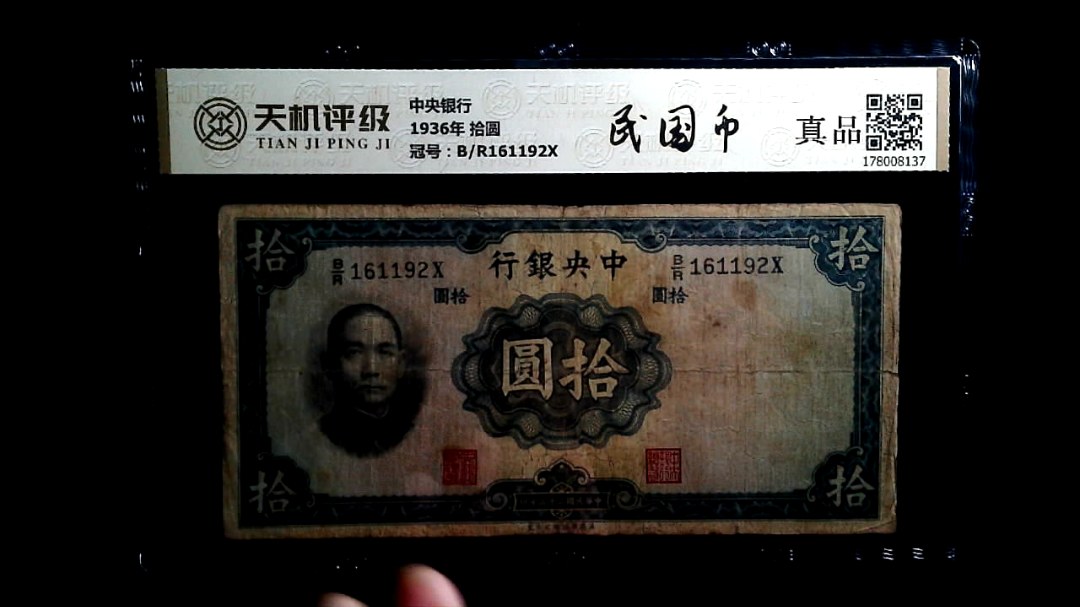 天机评级
TIAN JI PING JI
中央银行
1936年 拾圆
冠号：B/R161192X
民国币
真品
178008137
拾
拾
B/R 161192X
行銀央中
B/R 161192X
圓拾
圓拾
圓拾
拾
拾